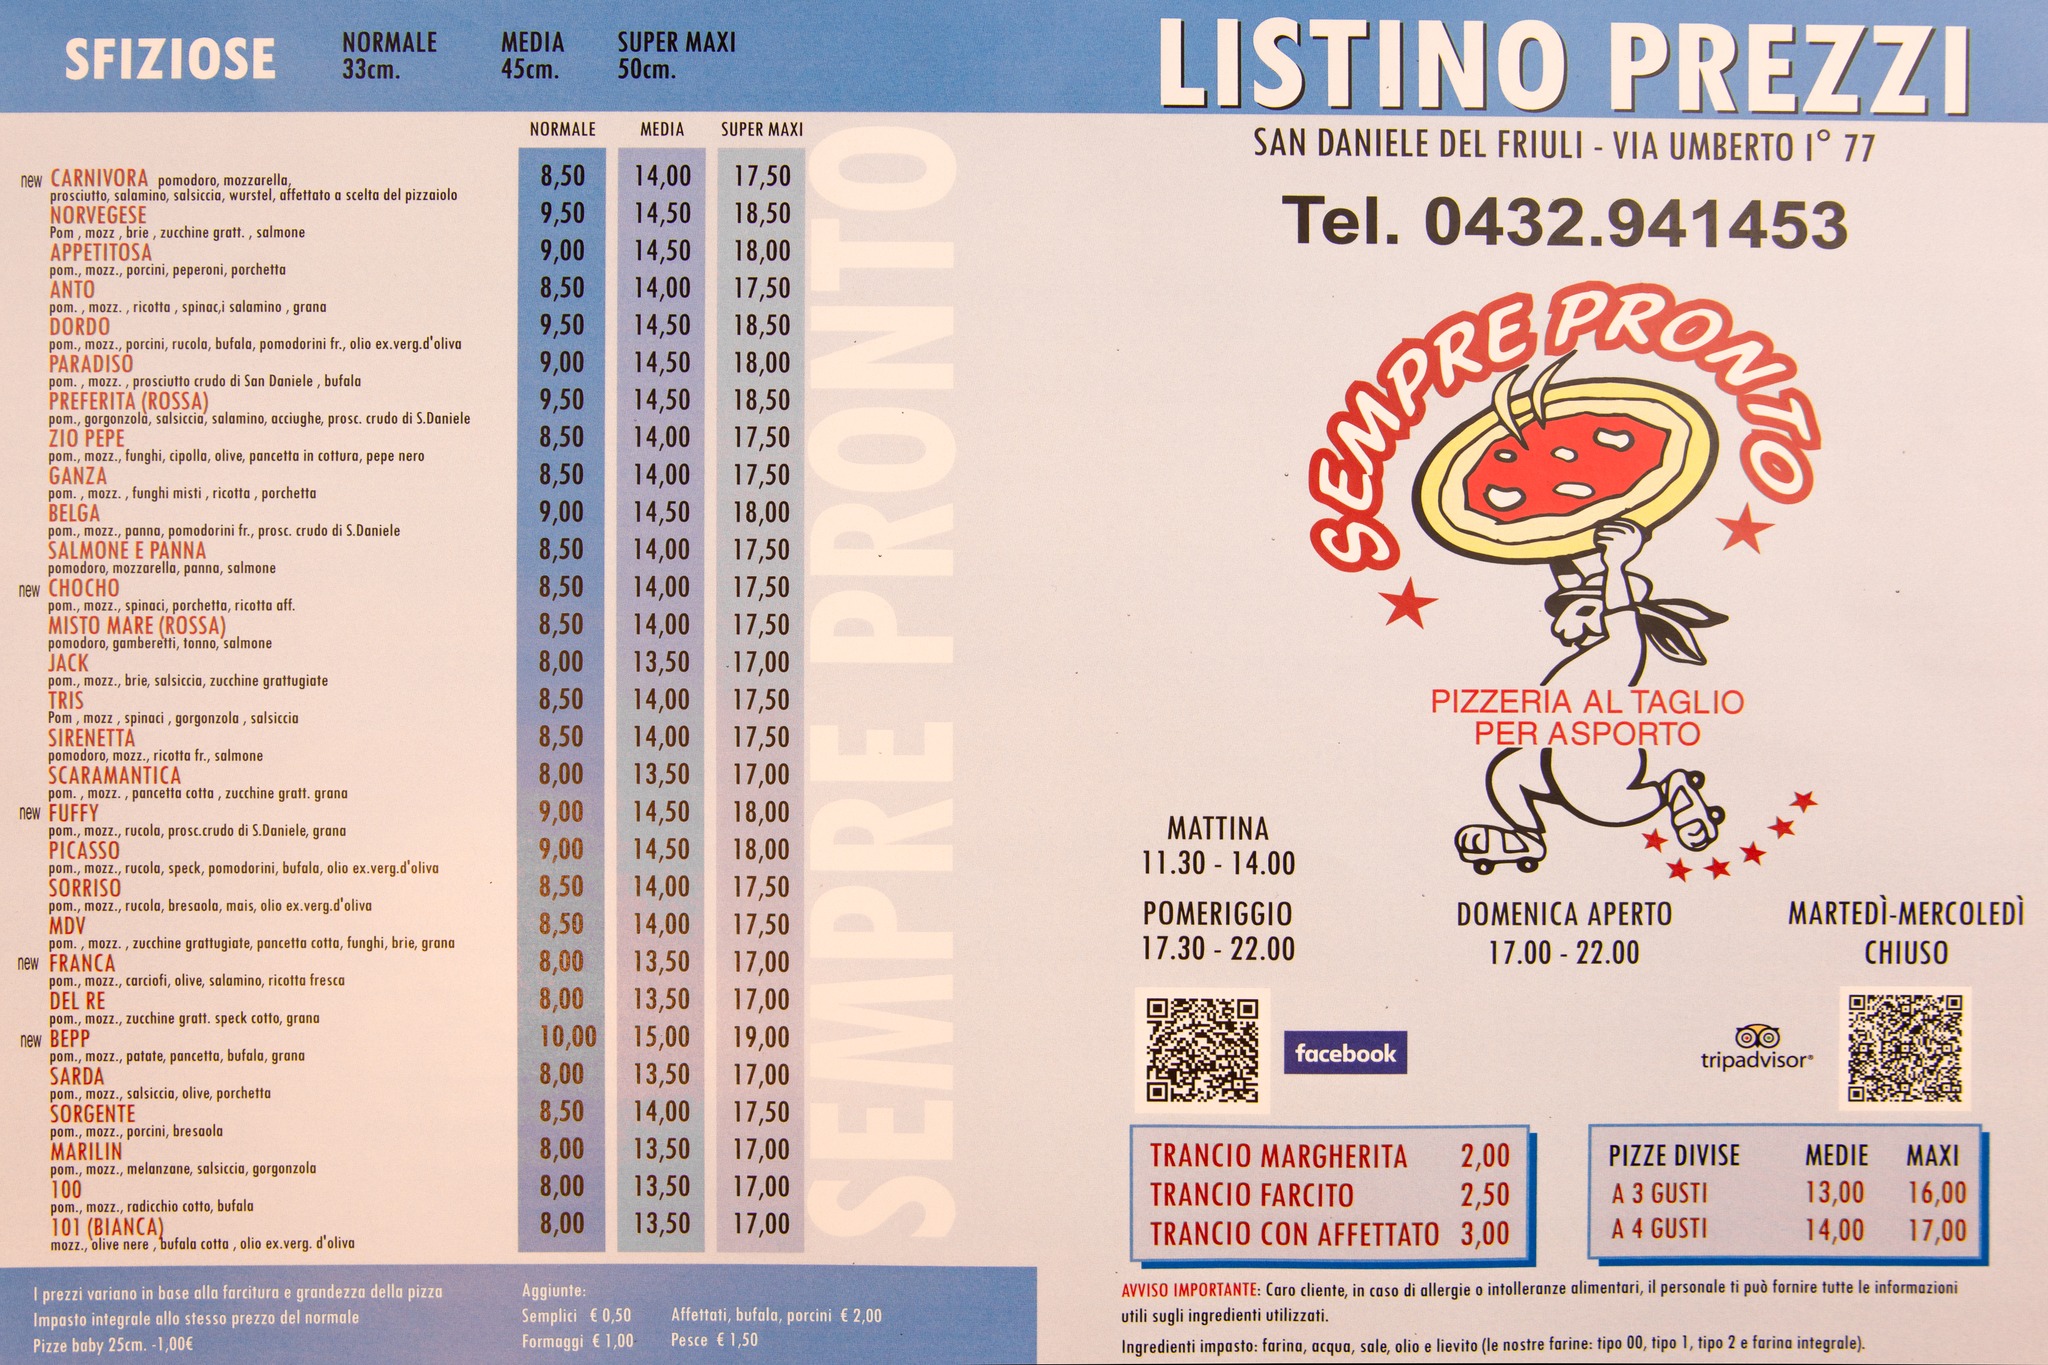 SFIZIOSE
NORMALE 33cm.
MEDIA 45cm.
SUPER MAXI 50cm.
NORMALE MEDIA SUPER MAXI
new CARNIVORA pomodoro, mozzarella, 8,50 14,00 17,50
prosciutto, salamino, salsiccia, wurstel, affettato a scelta del pizzaiolo
NORVEGESE 9,50 14,50 18,50
Pom , mozz , brie , zucchine gratt. , salmone
APPETITOSA 9,00 14,50 18,00
pom., mozz., porcini, peperoni, porchetta
ANTO 8,50 14,00 17,50
pom. , mozz. , ricotta , spinac,i salamino , grana
DORDO 9,50 14,50 18,50
pom., mozz., porcini, rucola, bufala, pomodorini fr., olio ex.verg.d'oliva
PARADISO 9,00 14,50 18,00
pom. , mozz. , prosciutto crudo di San Daniele , bufala
PREFERITA (ROSSA) 9,50 14,50 18,50
pom., gorgonzola, salsiccia, salamino, acciughe, prosc. crudo di S.Daniele
ZIO PEPE 8,50 14,00 17,50
pom., mozz., funghi, cipolla, olive, pancetta in cottura, pepe nero
GANZA 8,50 14,00 17,50
pom. , mozz. , funghi misti , ricotta , porchetta
BELGA 9,00 14,50 18,00
pom., mozz., panna, pomodorini fr., prosc. crudo di S.Daniele
SALMONE E PANNA 8,50 14,00 17,50
pomodoro, mozzarella, panna, salmone
new CHOCHO 8,50 14,00 17,50
pom., mozz., spinaci, porchetta, ricotta aff.
MISTO MARE (ROSSA) 8,50 14,00 17,50
pomodoro, gamberetti, tonno, salmone
JACK 8,00 13,50 17,00
pom., mozz., brie, salsiccia, zucchine grattugiate
TRIS 8,50 14,00 17,50
Pom , mozz , spinaci , gorgonzola , salsiccia
SIRENETTA 8,50 14,00 17,50
pomodoro, mozz., ricotta fr., salmone
SCARAMANTICA 8,00 13,50 17,00
pom. , mozz. , pancetta cotta , zucchine gratt. grana
new FUFFY 9,00 14,50 18,00
pom., mozz., rucola, prosc.crudo di S.Daniele, grana
PICASSO 9,00 14,50 18,00
pom., mozz., rucola, speck, pomodorini, bufala, olio ex.verg.d'oliva
SORRISO 8,50 14,00 17,50
pom., mozz., rucola, bresaola, mais, olio ex.verg.d'oliva
MDV 8,50 14,00 17,50
pom. , mozz. , zucchine grattugiate, pancetta cotta, funghi, brie, grana
new FRANCA 8,00 13,50 17,00
pom., mozz., carciofi, olive, salamino, ricotta fresca
DEL RE 8,00 13,50 17,00
pom., mozz., zucchine gratt. speck cotto, grana
new BEPP 10,00 15,00 19,00
pom., mozz., patate, pancetta, bufala, grana
SARDA 8,00 13,50 17,00
pom., mozz., salsiccia, olive, porchetta
SORGENTE 8,50 14,00 17,50
pom., mozz., porcini, bresaola
MARILIN 8,00 13,50 17,00
pom., mozz., melanzane, salsiccia, gorgonzola
100 8,00 13,50 17,00
pom., mozz., radicchio cotto, bufala
101 (BIANCA) 8,00 13,50 17,00
mozz., olive nere , bufala cotta , olio ex.verg. d'oliva
SEMPRE PRONTO
I prezzi variano in base alla farcitura e grandezza della pizza
Impasto integrale allo stesso prezzo del normale
Pizze baby 25cm. -1,00€
Aggiunte:
Semplici € 0,50 Affettati, bufala, porcini € 2,00
Formaggi € 1,00 Pesce € 1,50
LISTINO PREZZI
SAN DANIELE DEL FRIULI - VIA UMBERTO I° 77
Tel. 0432.941453
SEMPRE PRONTO
PIZZERIA AL TAGLIO
PER ASPORTO
MATTINA
11.30 - 14.00
POMERIGGIO
17.30 - 22.00
DOMENICA APERTO
17.00 - 22.00
MARTEDÌ-MERCOLEDÌ
CHIUSO
facebook
tripadvisor®
TRANCIO MARGHERITA 2,00
TRANCIO FARCITO 2,50
TRANCIO CON AFFETTATO 3,00
PIZZE DIVISE MEDIE MAXI
A 3 GUSTI 13,00 16,00
A 4 GUSTI 14,00 17,00
AVVISO IMPORTANTE: Caro cliente, in caso di allergie o intolleranze alimentari, il personale ti può fornire tutte le informazioni
utili sugli ingredienti utilizzati.
Ingredienti impasto: farina, acqua, sale, olio e lievito (le nostre farine: tipo 00, tipo 1, tipo 2 e farina integrale).